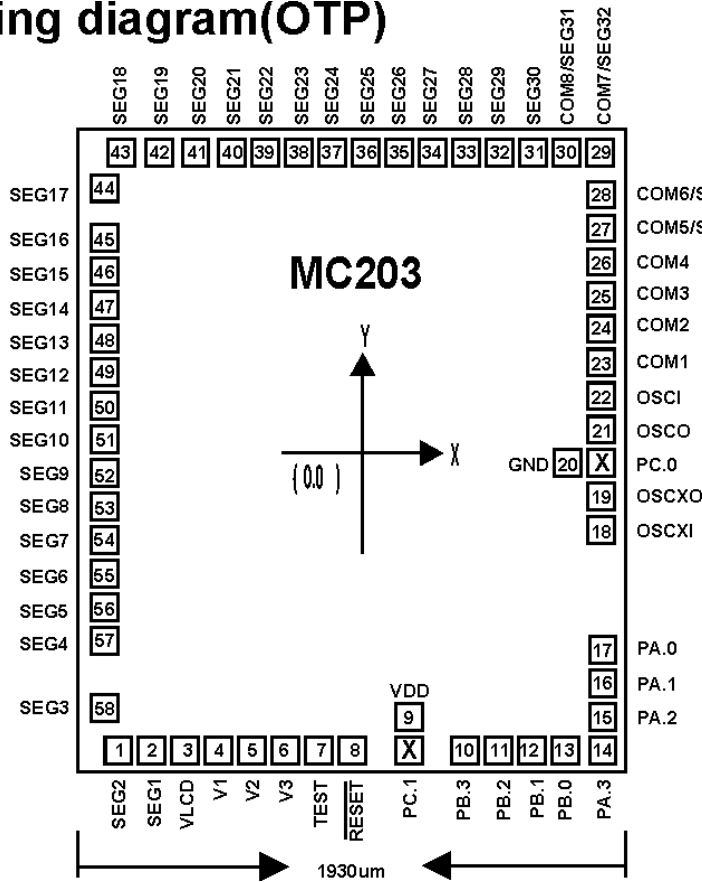 ing diagram(OTP)
SEG18 SEG19 SEG20 SEG21 SEG22 SEG23 SEG24 SEG25 SEG26 SEG27 SEG28 SEG29 SEG30 COM8/SEG31 COM7/SEG32
43 42 41 40 39 38 37 36 35 34 33 32 31 30 29
SEG17 44 28 COM6/S
SEG16 45 27 COM5/S
SEG15 46 26 COM4
MC203
SEG14 47 25 COM3
SEG13 48 24 COM2
Y
SEG12 49 23 COM1
SEG11 50 22 OSCI
SEG10 51 21 OSCO
X
SEG9 52 (0.0) GND 20 X PC.0
SEG8 53 19 OSCXO
SEG7 54 18 OSCXI
SEG6 55
SEG5 56
SEG4 57 17 PA.0
16 PA.1
VDD
SEG3 58 9 15 PA.2
1 2 3 4 5 6 7 8 X 10 11 12 13 14
SEG2 SEG1 VLCD V1 V2 V3 TEST RESET PC.1 PB.3 PB.2 PB.1 PB.0 PA.3
1930um